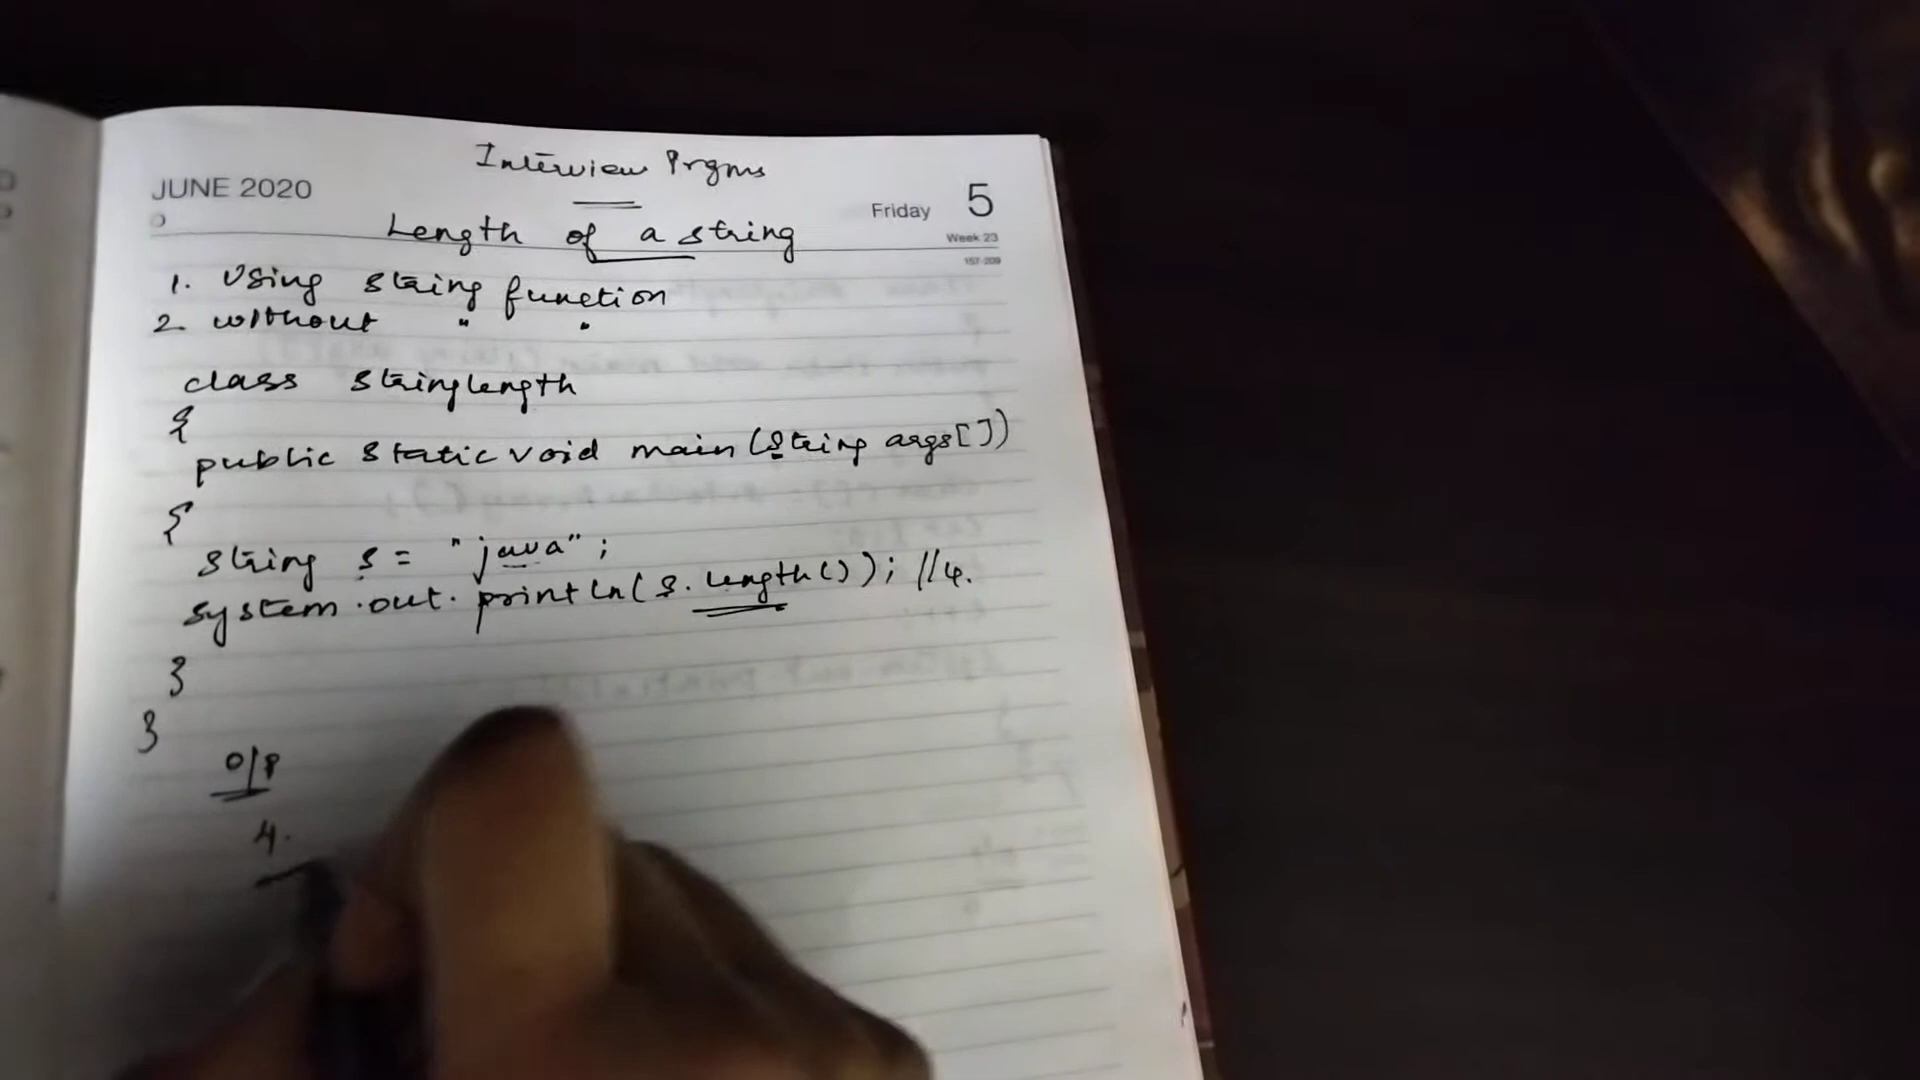 Interview Prgms
JUNE 2020
Friday 5
Length of a string
Week 23
157-209
1. Using string function
2. without " "
class stringlength
{
public static void main (String args[])
{
string s = "java";
system.out.println(s.length()); //4.
}
}
O/P
4.